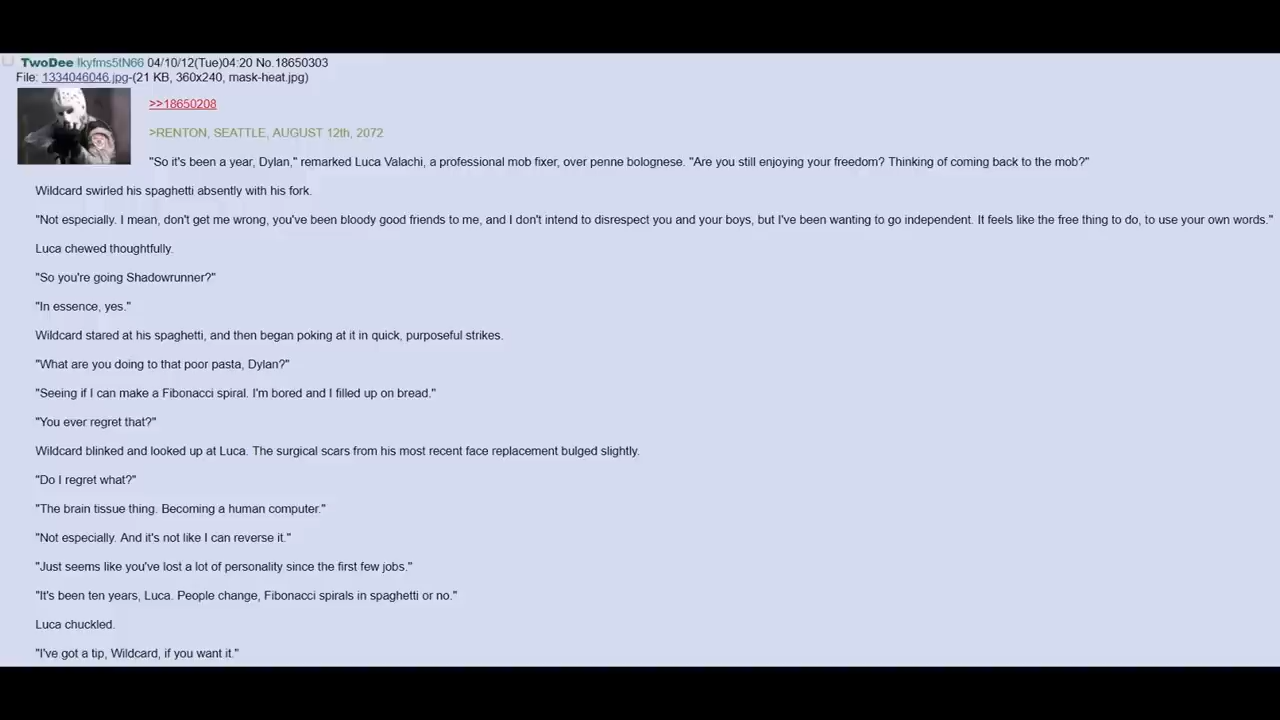 TwoDee lkyfms5tN66 04/10/12(Tue)04:20 No.18650303
File: 1334046046.jpg-(21 KB, 360x240, mask-heat.jpg)
>>18650208
>RENTON, SEATTLE, AUGUST 12th, 2072
"So it's been a year, Dylan," remarked Luca Valachi, a professional mob fixer, over penne bolognese. "Are you still enjoying your freedom? Thinking of coming back to the mob?"
Wildcard swirled his spaghetti absently with his fork.
"Not especially. I mean, don't get me wrong, you've been bloody good friends to me, and I don't intend to disrespect you and your boys, but I've been wanting to go independent. It feels like the free thing to do, to use your own words."
Luca chewed thoughtfully.
"So you're going Shadowrunner?"
"In essence, yes."
Wildcard stared at his spaghetti, and then began poking at it in quick, purposeful strikes.
"What are you doing to that poor pasta, Dylan?"
"Seeing if I can make a Fibonacci spiral. I'm bored and I filled up on bread."
"You ever regret that?"
Wildcard blinked and looked up at Luca. The surgical scars from his most recent face replacement bulged slightly.
"Do I regret what?"
"The brain tissue thing. Becoming a human computer."
"Not especially. And it's not like I can reverse it."
"Just seems like you've lost a lot of personality since the first few jobs."
"It's been ten years, Luca. People change, Fibonacci spirals in spaghetti or no."
Luca chuckled.
"I've got a tip, Wildcard, if you want it."